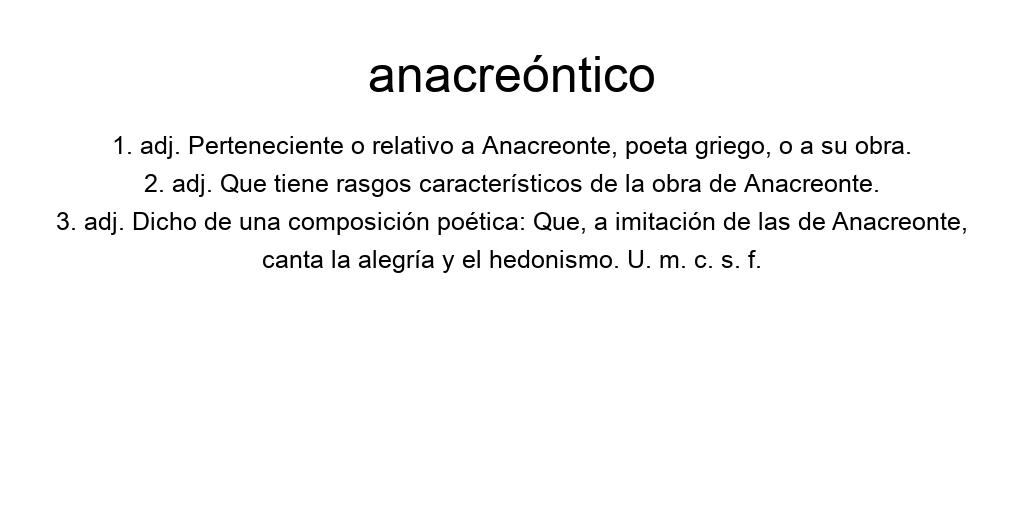 anacreóntico
1. adj. Perteneciente o relativo a Anacreonte, poeta griego, o a su obra.
2. adj. Que tiene rasgos característicos de la obra de Anacreonte.
3. adj. Dicho de una composición poética: Que, a imitación de las de Anacreonte,
canta la alegría y el hedonismo. U. m. c. s. f.